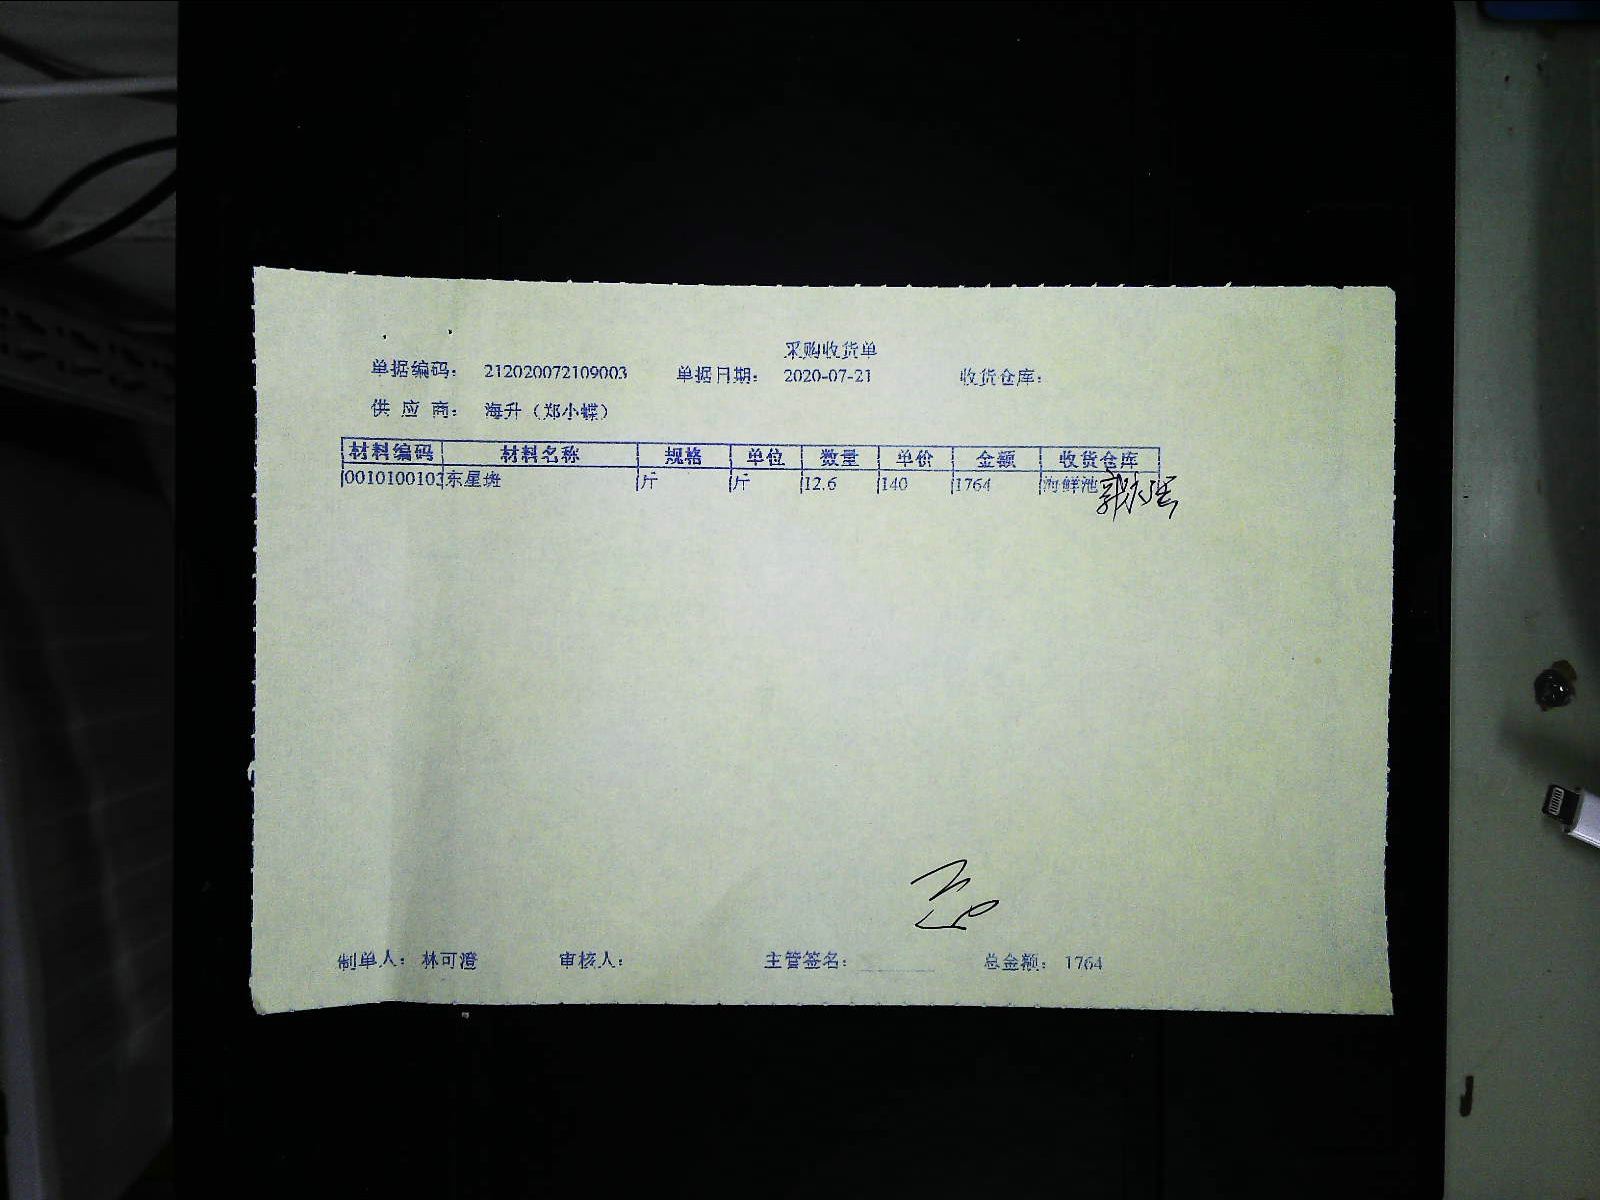 采购收货单
单据编码： 212020072109003 单据日期： 2020-07-21 收货仓库：
供 应 商： 海升（郑小蝶）
材料编码 材料名称 规格 单位 数量 单价 金额 收货仓库
0010100102 东星斑 斤 斤 12.6 140 1764 海鲜池
制单人： 林可澄 审核人： 主管签名： 总金额： 1764